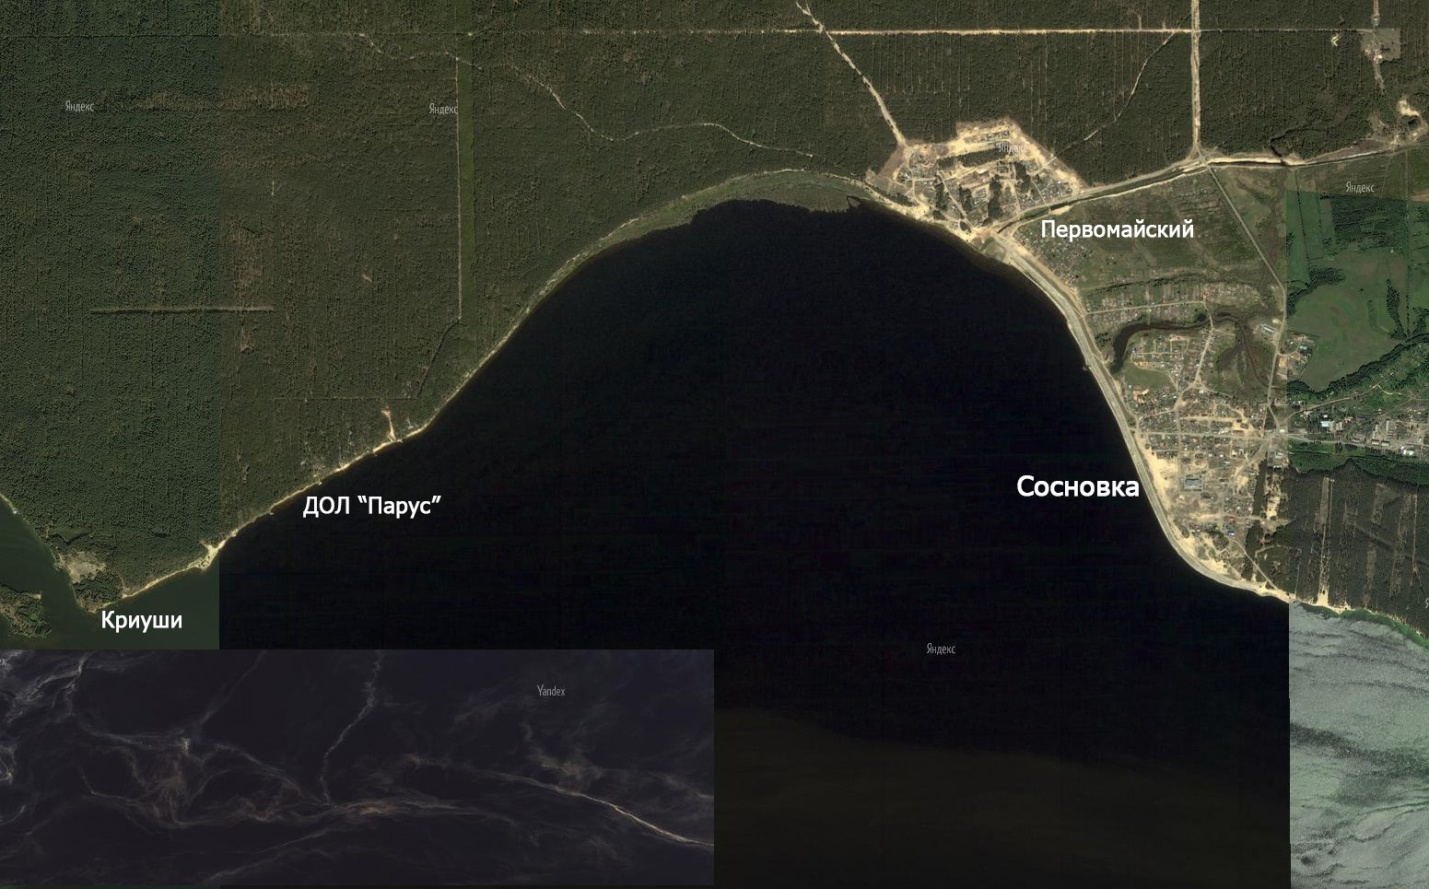 Яндекс
Яндекс
Яндекс
Яндекс
Первомайский
Сосновка
ДОЛ "Парус"
Криуши
Яндекс
Yandex